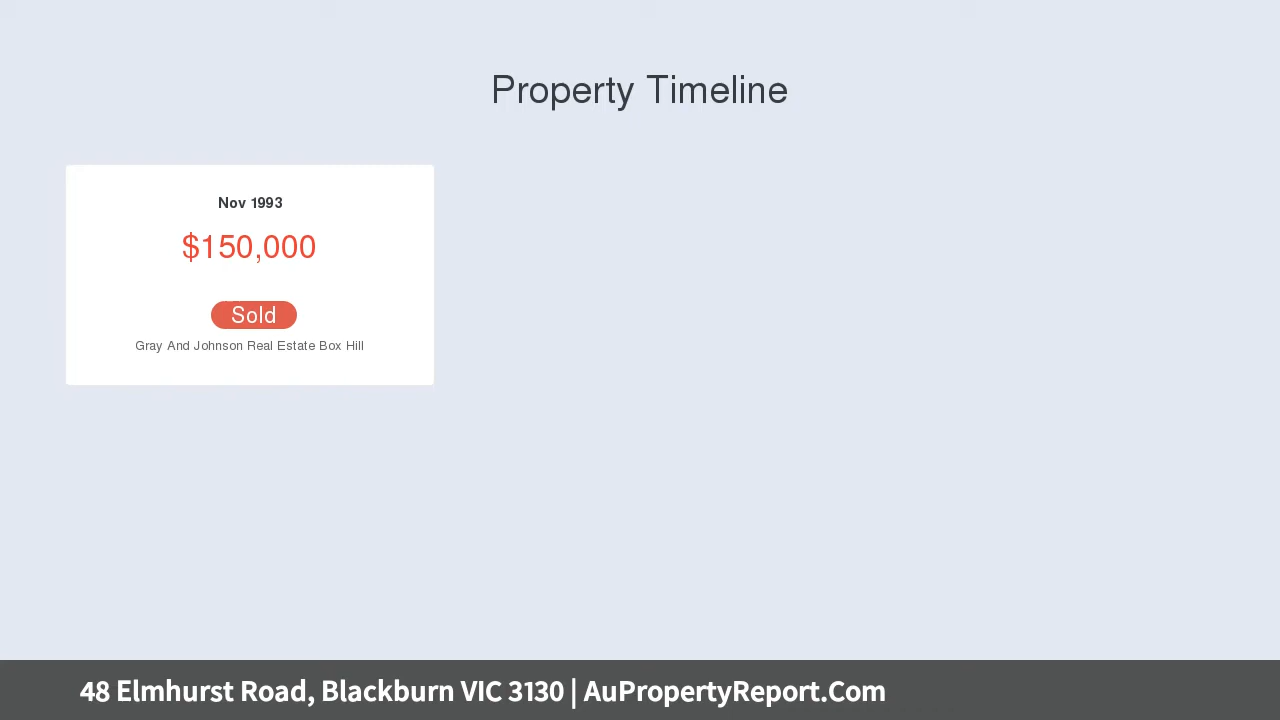 Property Timeline
Nov 1993
$150,000
Sold
Gray And Johnson Real Estate Box Hill
48 Elmhurst Road, Blackburn VIC 3130 | AuPropertyReport.Com